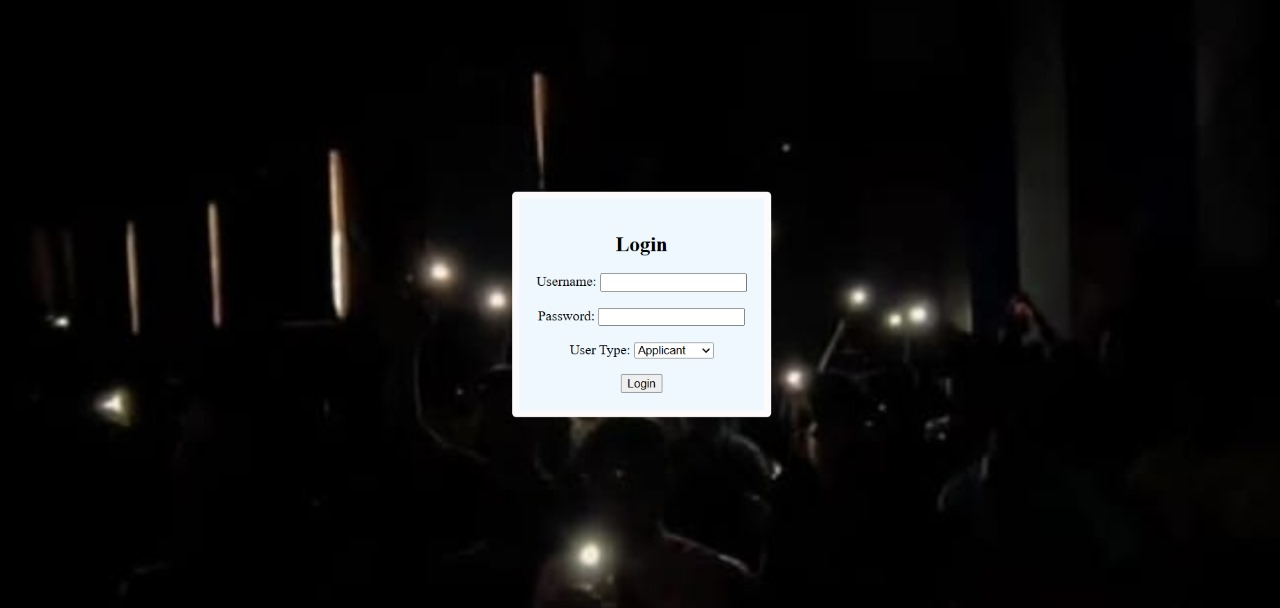 Login
Username:
Password:
User Type: Applicant
Login